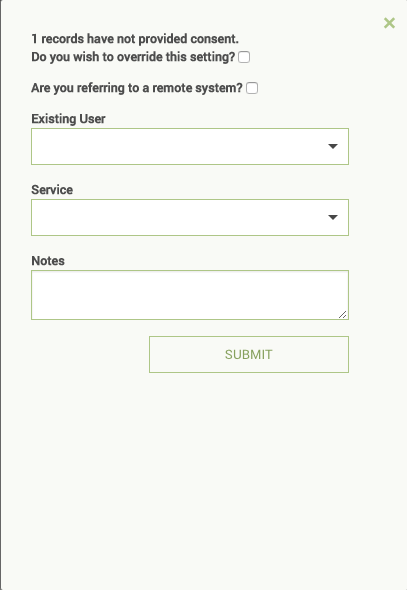 1 records have not provided consent.
Do you wish to override this setting?
Are you referring to a remote system?
Existing User
Service
Notes
SUBMIT